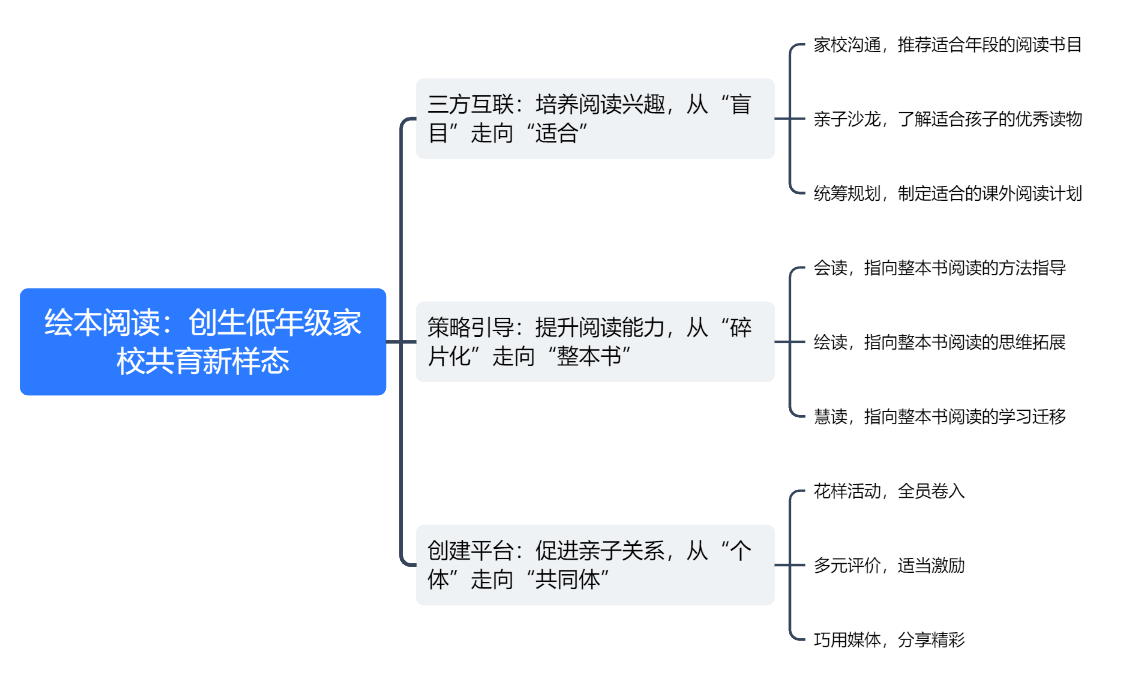 绘本阅读：创生低年级家
校共育新样态
三方互联：培养阅读兴趣，从“盲
目”走向“适合”
家校沟通，推荐适合年段的阅读书目
亲子沙龙，了解适合孩子的优秀读物
统筹规划，制定适合的课外阅读计划
策略引导：提升阅读能力，从“碎
片化”走向“整本书”
会读，指向整本书阅读的方法指导
绘读，指向整本书阅读的思维拓展
慧读，指向整本书阅读的学习迁移
创建平台：促进亲子关系，从“个
体”走向“共同体”
花样活动，全员卷入
多元评价，适当激励
巧用媒体，分享精彩